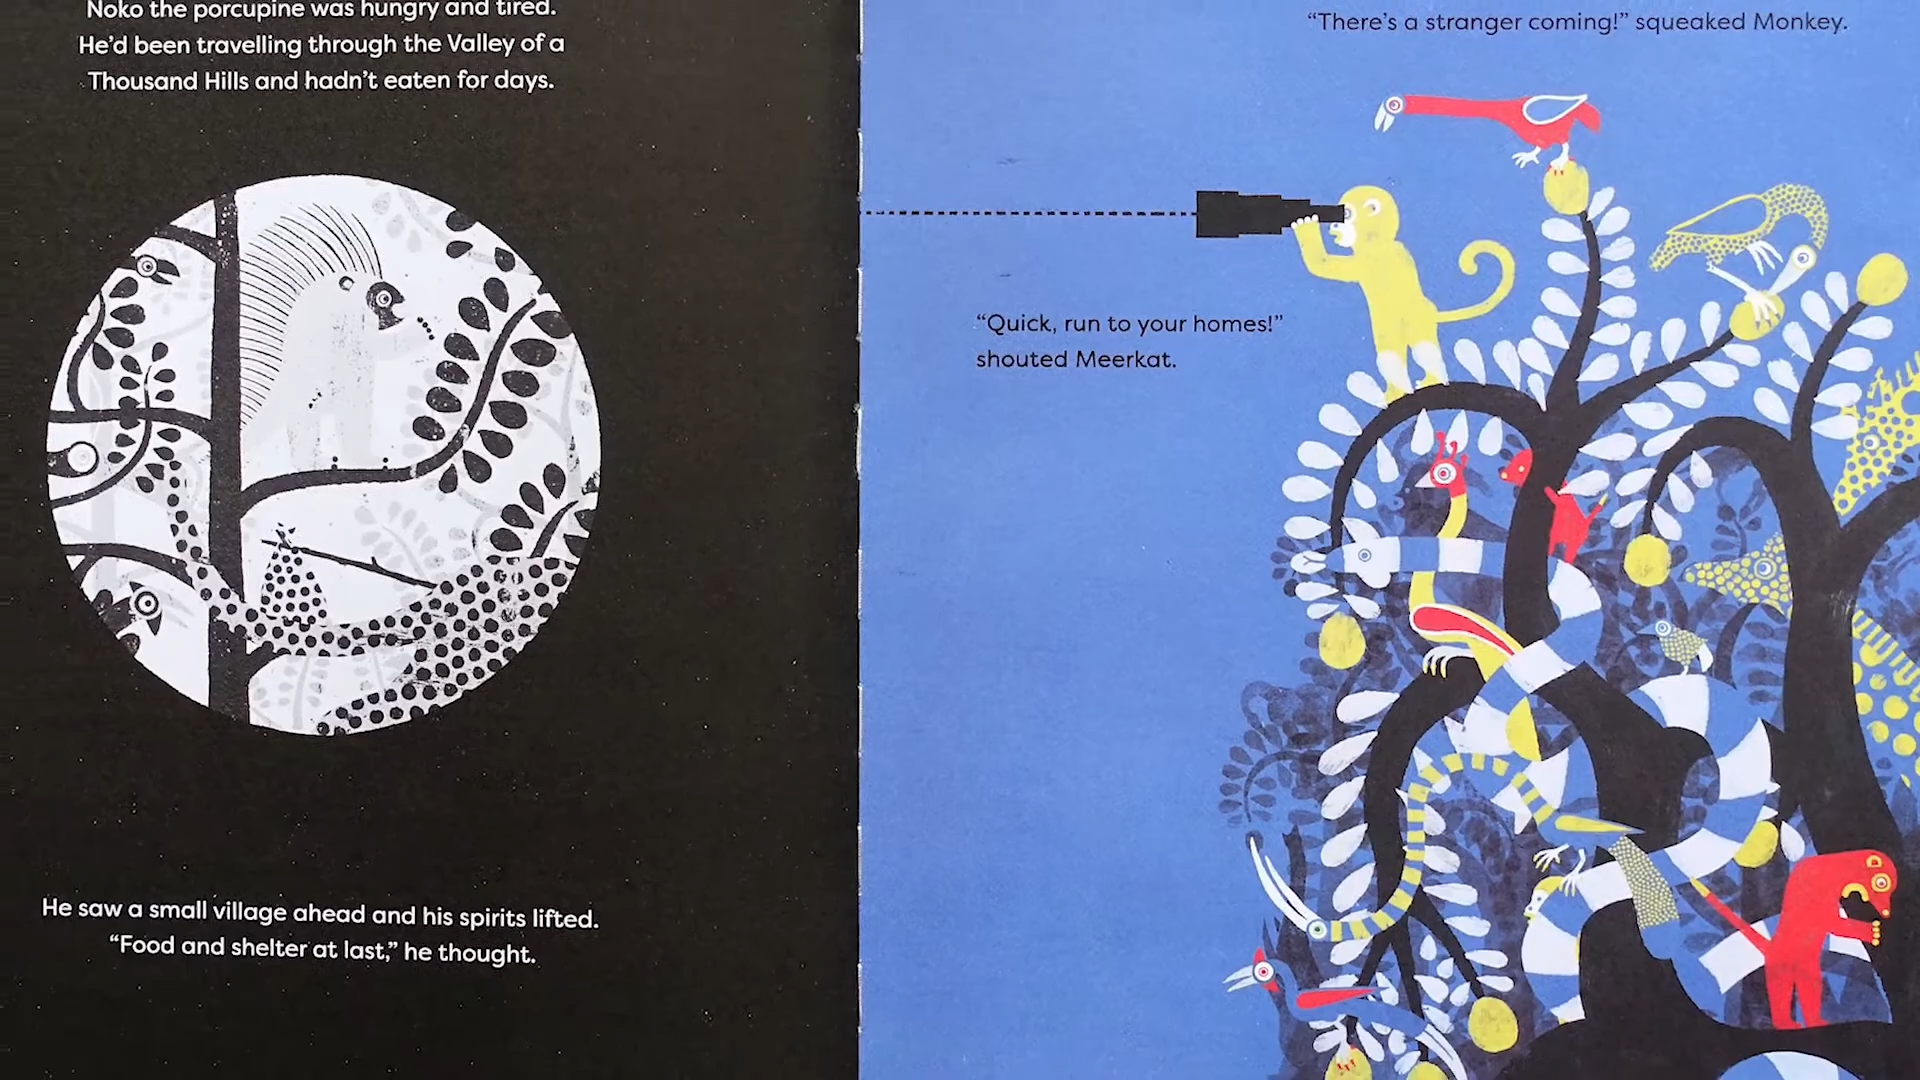 Noko the porcupine was hungry and tired.
He’d been travelling through the Valley of a
Thousand Hills and hadn’t eaten for days.
He saw a small village ahead and his spirits lifted.
“Food and shelter at last,” he thought.
“There’s a stranger coming!” squeaked Monkey.
“Quick, run to your homes!”
shouted Meerkat.